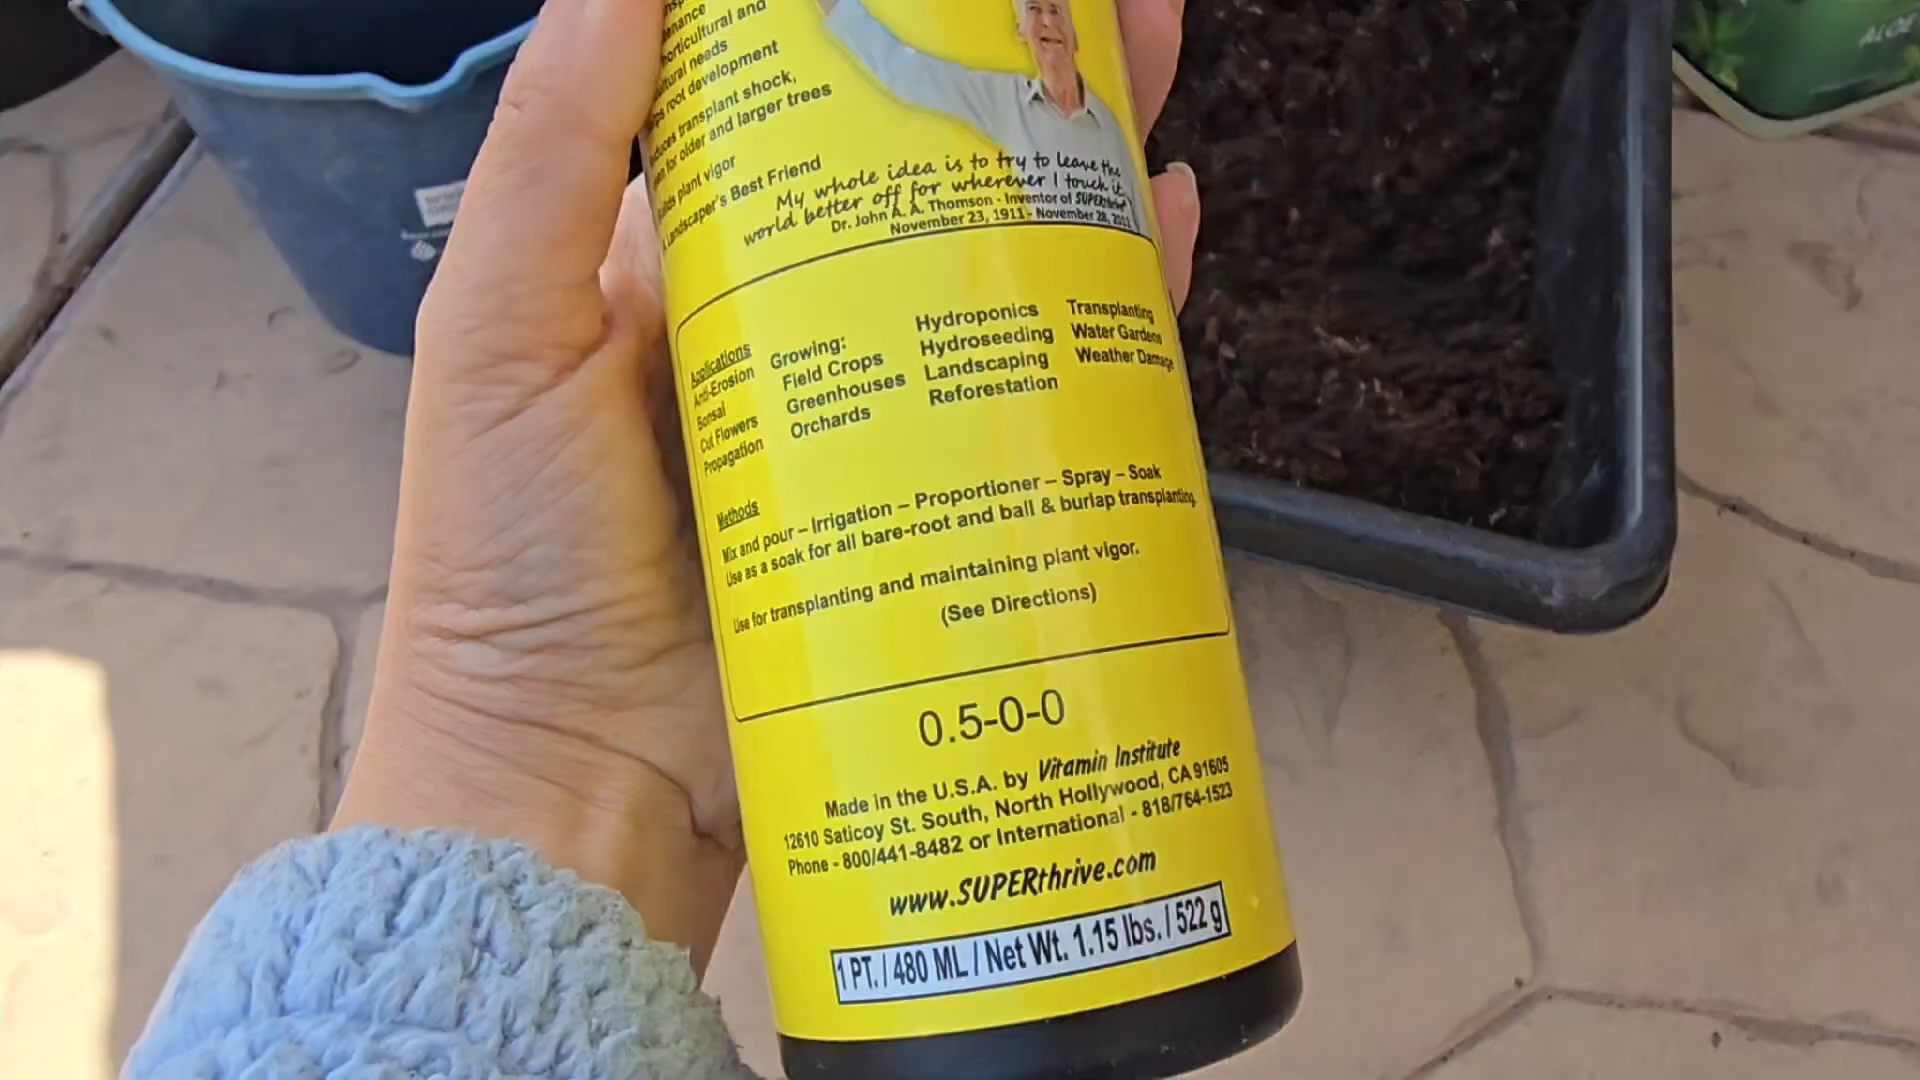 enance
horticultural and
needs
root development
transplant shock,
for older and larger trees
plant vigor
Landscaper's Best Friend
My whole idea is to try to leave the
world better off for wherever I touch it
Dr. John A. A. Thomson - Inventor of SUPERthrive
November 23, 1911 - November 28,
Applications
Anti-Erosion
Bonsai
Cut Flowers
Propagation
Growing:
Field Crops
Greenhouses
Orchards
Hydroponics
Hydroseeding
Landscaping
Reforestation
Transplanting
Water Gardens
Weather Damage
Methods
Mix and pour – Irrigation – Proportioner – Spray – Soak
Use as a soak for all bare-root and ball & burlap transplanting.
Use for transplanting and maintaining plant vigor.
(See Directions)
0.5-0-0
Made in the U.S.A. by Vitamin Institute
12610 Saticoy St. South, North Hollywood, CA 91605
Phone - 800/441-8482 or International - 818/764-1523
www.SUPERthrive.com
1 PT. / 480 ML / Net Wt. 1.15 lbs. / 522 g
ALOE